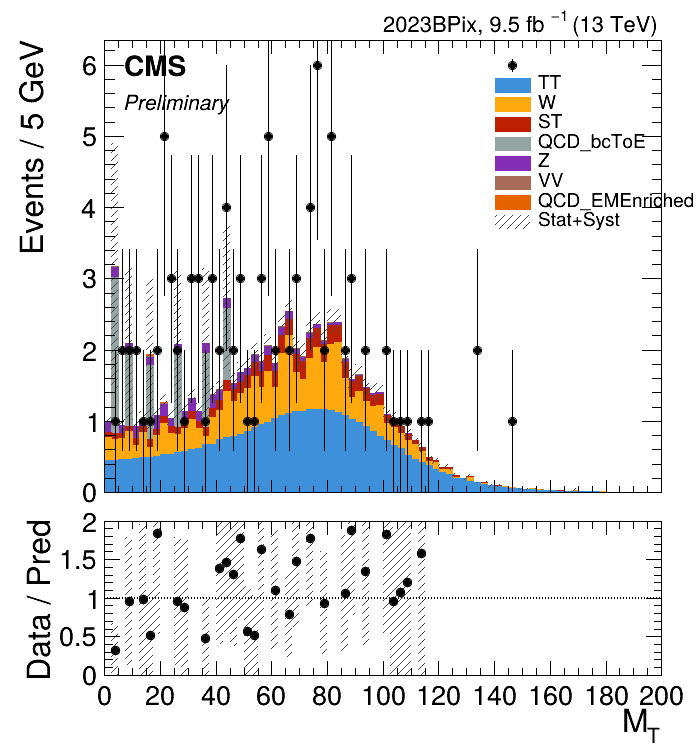 2023BPix, 9.5 fb⁻¹ (13 TeV)
CMS
Preliminary
Events / 5 GeV
6
5
4
3
2
1
0
TT
W
ST
QCD_bcToE
Z
VV
QCD_EMEnriched
Stat+Syst
Data / Pred
2
1.5
1
0.5
0
0 20 40 60 80 100 120 140 160 180 200
M_T